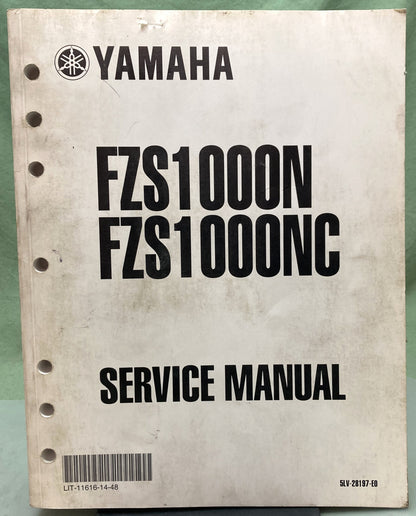 YAMAHA
FZS1000N
FZS1000NC
SERVICE MANUAL
LIT-11616-14-48
5LV-28197-E0